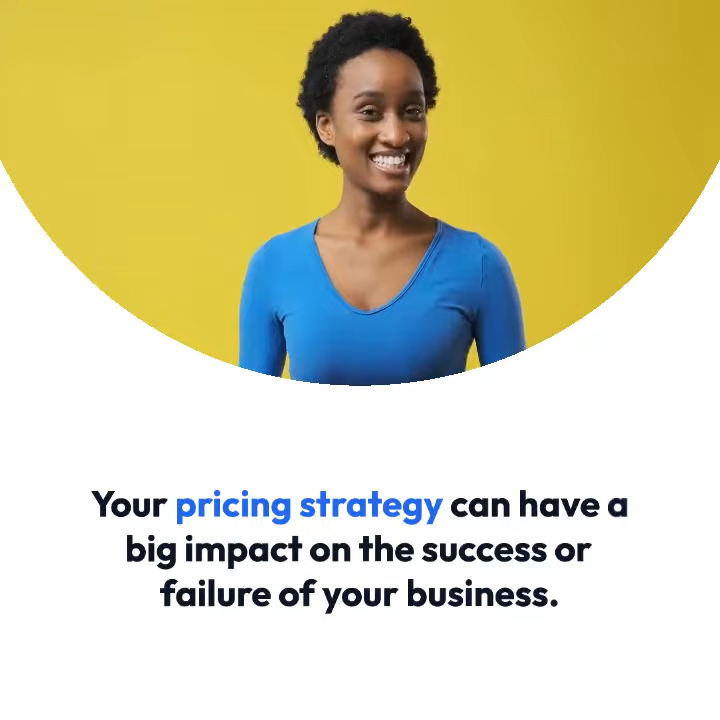 Your pricing strategy can have a
big impact on the success or
failure of your business.